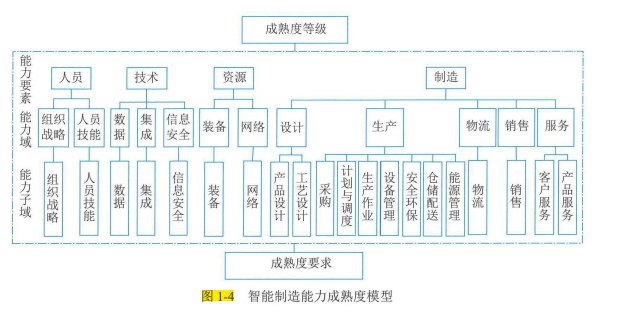 成熟度等级
能力要素
人员
技术
资源
制造
能力域
组织战略
人员技能
数据
集成
信息安全
装备
网络
设计
生产
物流
销售
服务
能力子域
组织战略
人员技能
数据
集成
信息安全
装备
网络
产品设计
工艺设计
采购
计划与调度
生产作业
设备管理
安全环保
仓储配送
能源管理
物流
销售
客户服务
产品服务
成熟度要求
图 1-4 智能制造能力成熟度模型